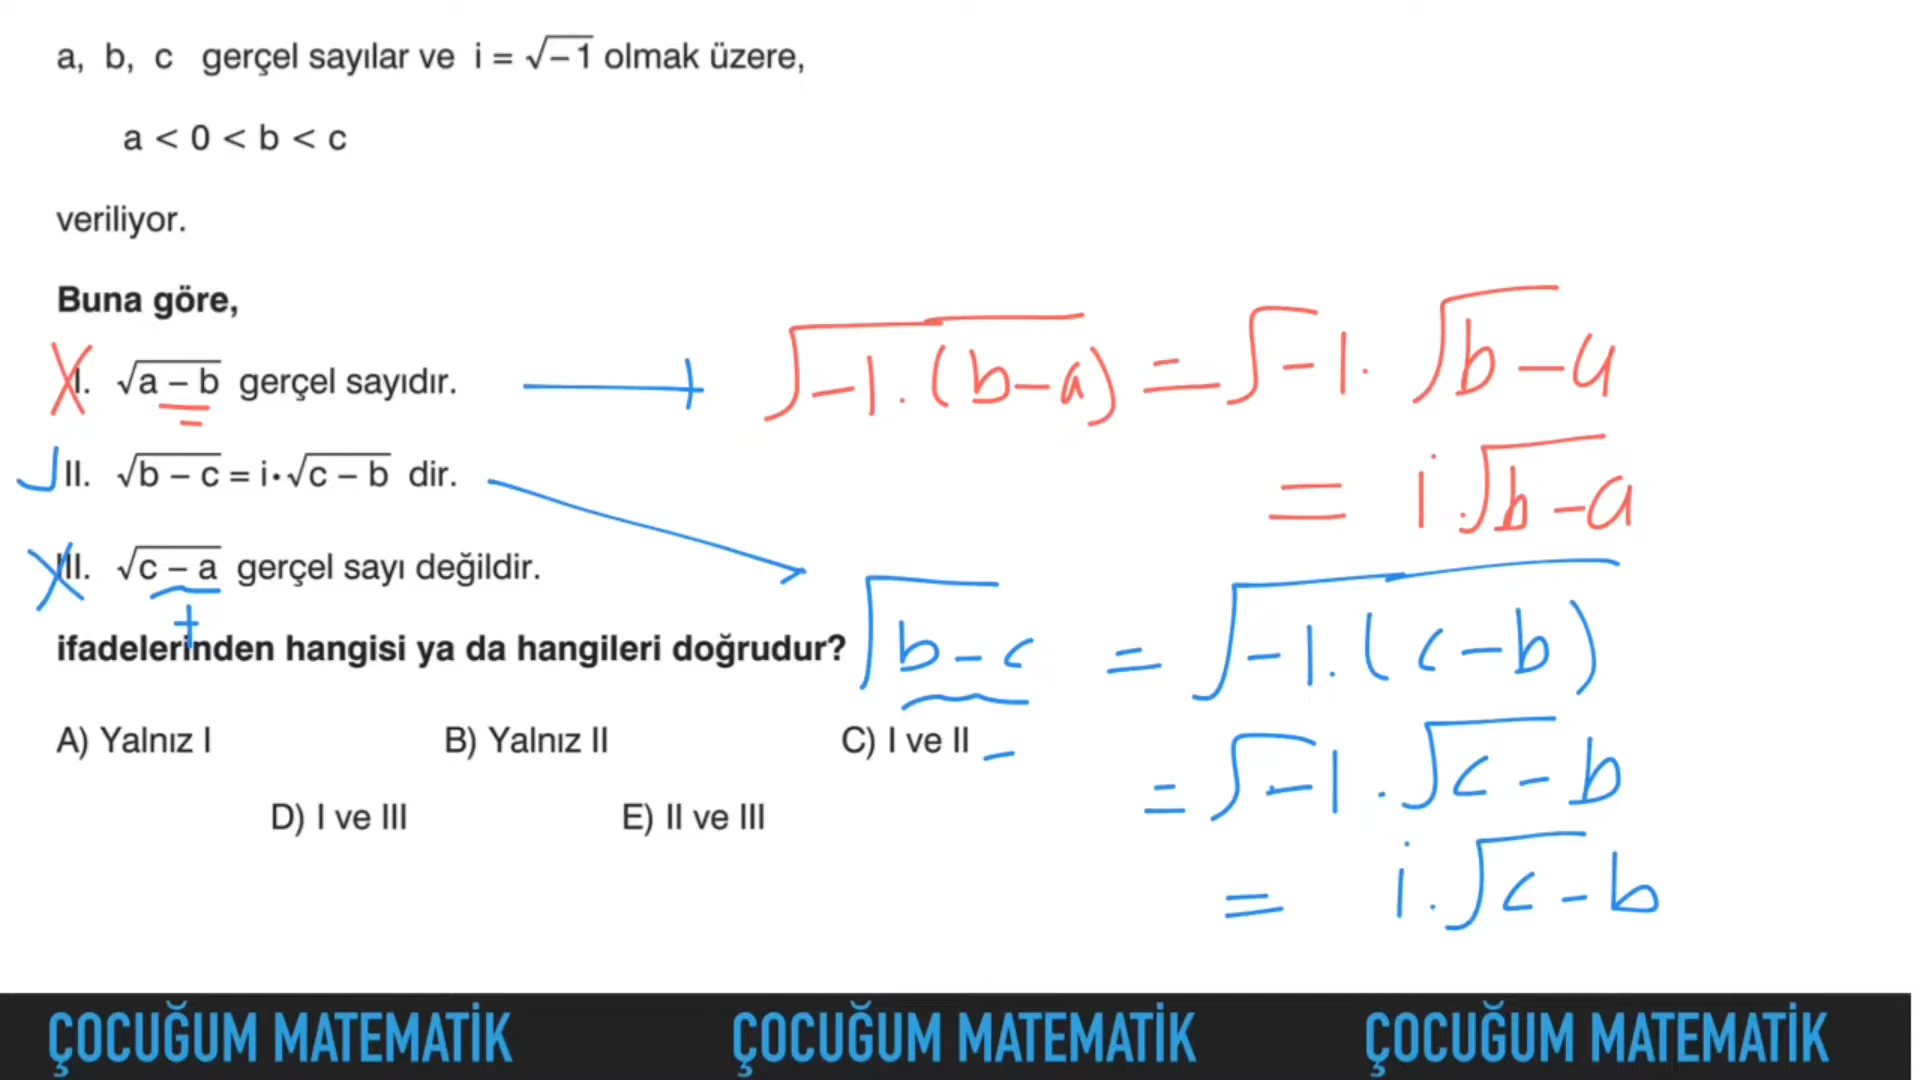 a, b, c gerçel sayılar ve i = √−1 olmak üzere,
a < 0 < b < c
veriliyor.
Buna göre,
I. √a − b gerçel sayıdır.
√−1.(b−a) = √−1. √b−a
= i.√b−a
II. √b − c = i·√c − b dir.
III. √c − a gerçel sayı değildir.
+
ifadelerinden hangisi ya da hangileri doğrudur?
√b−c = √−1.(c−b)
−
= √−1 . √c−b
= i.√c−b
A) Yalnız I B) Yalnız II C) I ve II
D) I ve III E) II ve III
ÇOCUĞUM MATEMATİK ÇOCUĞUM MATEMATİK ÇOCUĞUM MATEMATİK